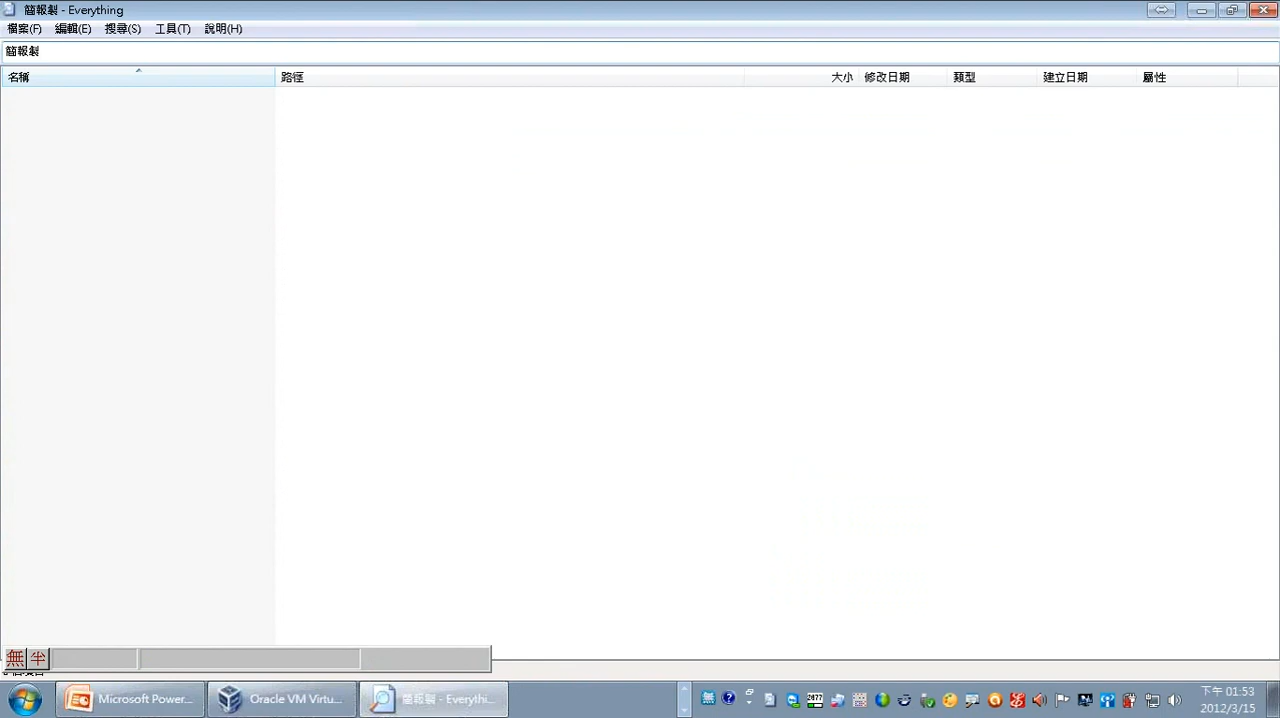 簡報製 - Everything
檔案(F) 編輯(E) 搜尋(S) 工具(T) 說明(H)
簡報製
名稱 路徑 大小 修改日期 類型 建立日期 屬性
無 半
Microsoft Power... Oracle VM Virtu... 簡報製 - Everythi... 下午 01:53
2012/3/15